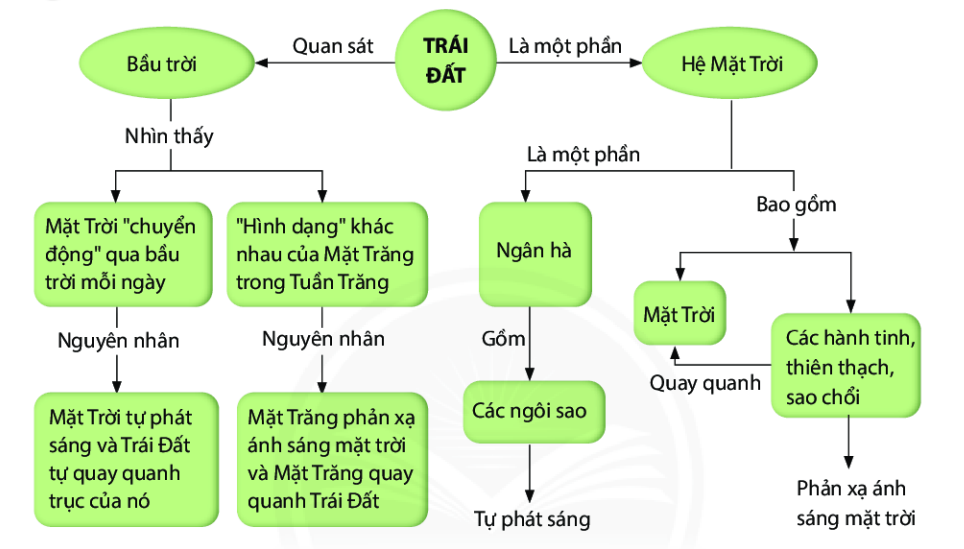 TRÁI
ĐẤT
Quan sát
Bầu trời
Nhìn thấy
Mặt Trời "chuyển
động" qua bầu
trời mỗi ngày
Nguyên nhân
Mặt Trời tự phát
sáng và Trái Đất
tự quay quanh
trục của nó
"Hình dạng" khác
nhau của Mặt Trăng
trong Tuần Trăng
Nguyên nhân
Mặt Trăng phản xạ
ánh sáng mặt trời
và Mặt Trăng quay
quanh Trái Đất
Là một phần
Hệ Mặt Trời
Là một phần
Ngân hà
Gồm
Các ngôi sao
Tự phát sáng
Bao gồm
Mặt Trời
Các hành tinh,
thiên thạch,
sao chổi
Quay quanh
Phản xạ ánh
sáng mặt trời